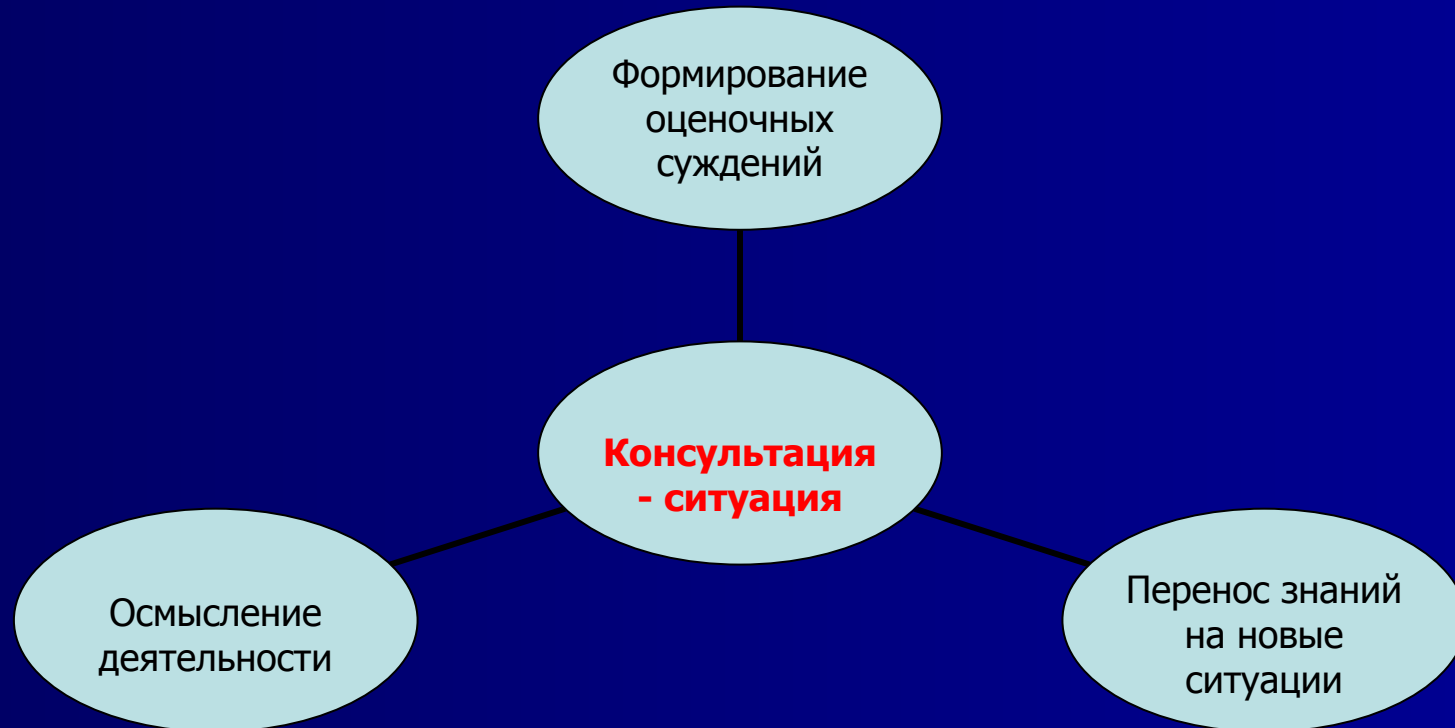 Формирование
оценочных
суждений
Консультация
- ситуация
Осмысление
деятельности
Перенос знаний
на новые
ситуации